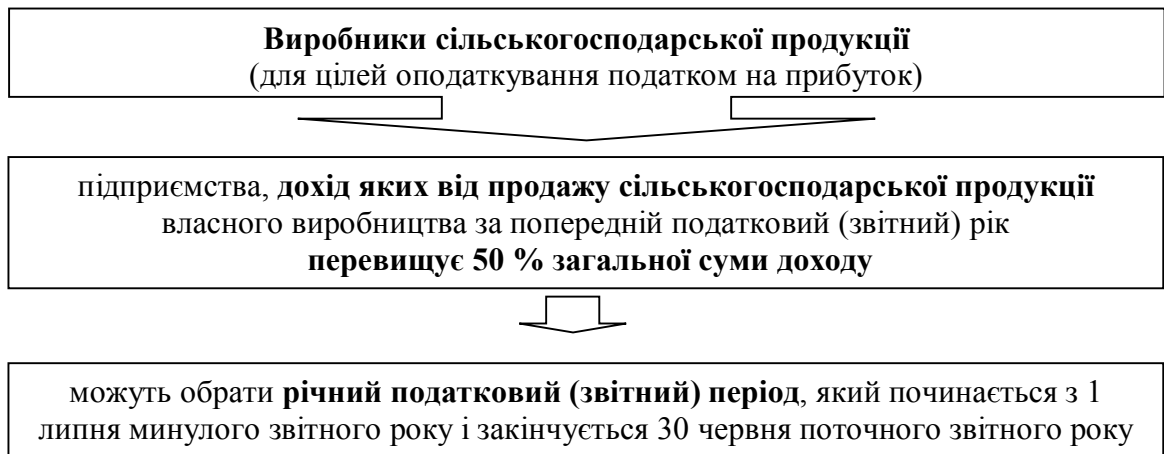 Виробники сільськогосподарської продукції
(для цілей оподаткування податком на прибуток)
підприємства, дохід яких від продажу сільськогосподарської продукції
власного виробництва за попередній податковий (звітний) рік
перевищує 50 % загальної суми доходу
можуть обрати річний податковий (звітний) період, який починається з 1
липня минулого звітного року і закінчується 30 червня поточного звітного року